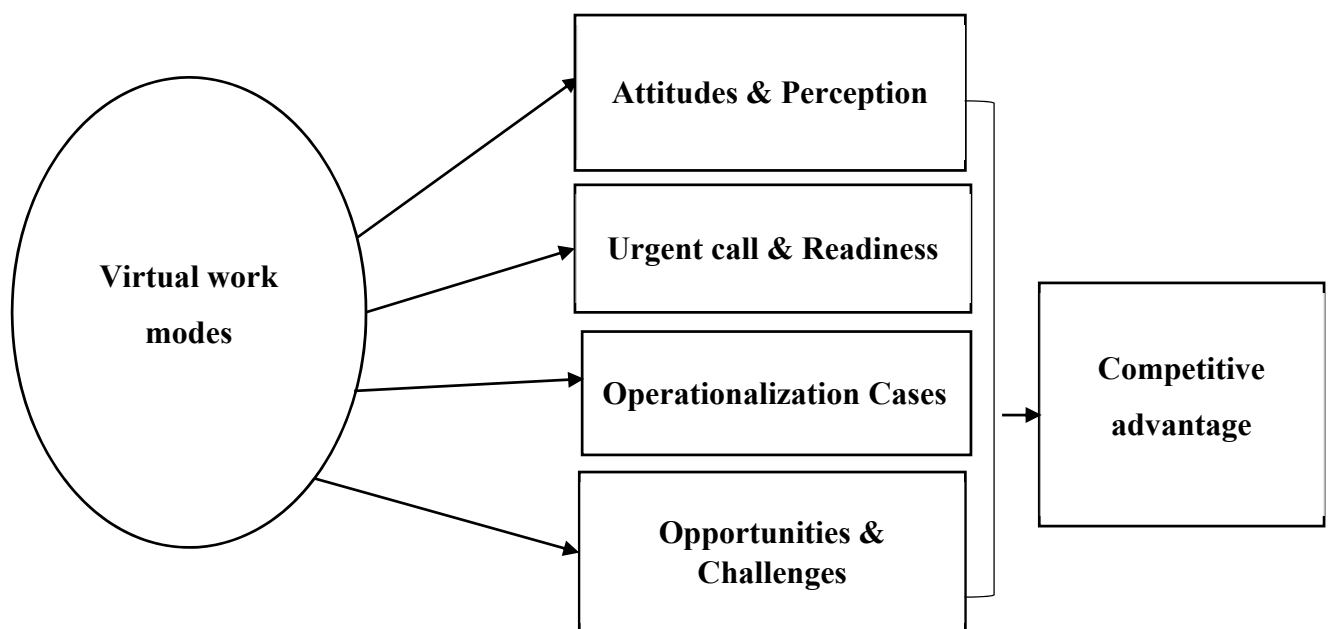 Virtual work
modes
Attitudes & Perception
Urgent call & Readiness
Operationalization Cases
Opportunities &
Challenges
Competitive
advantage